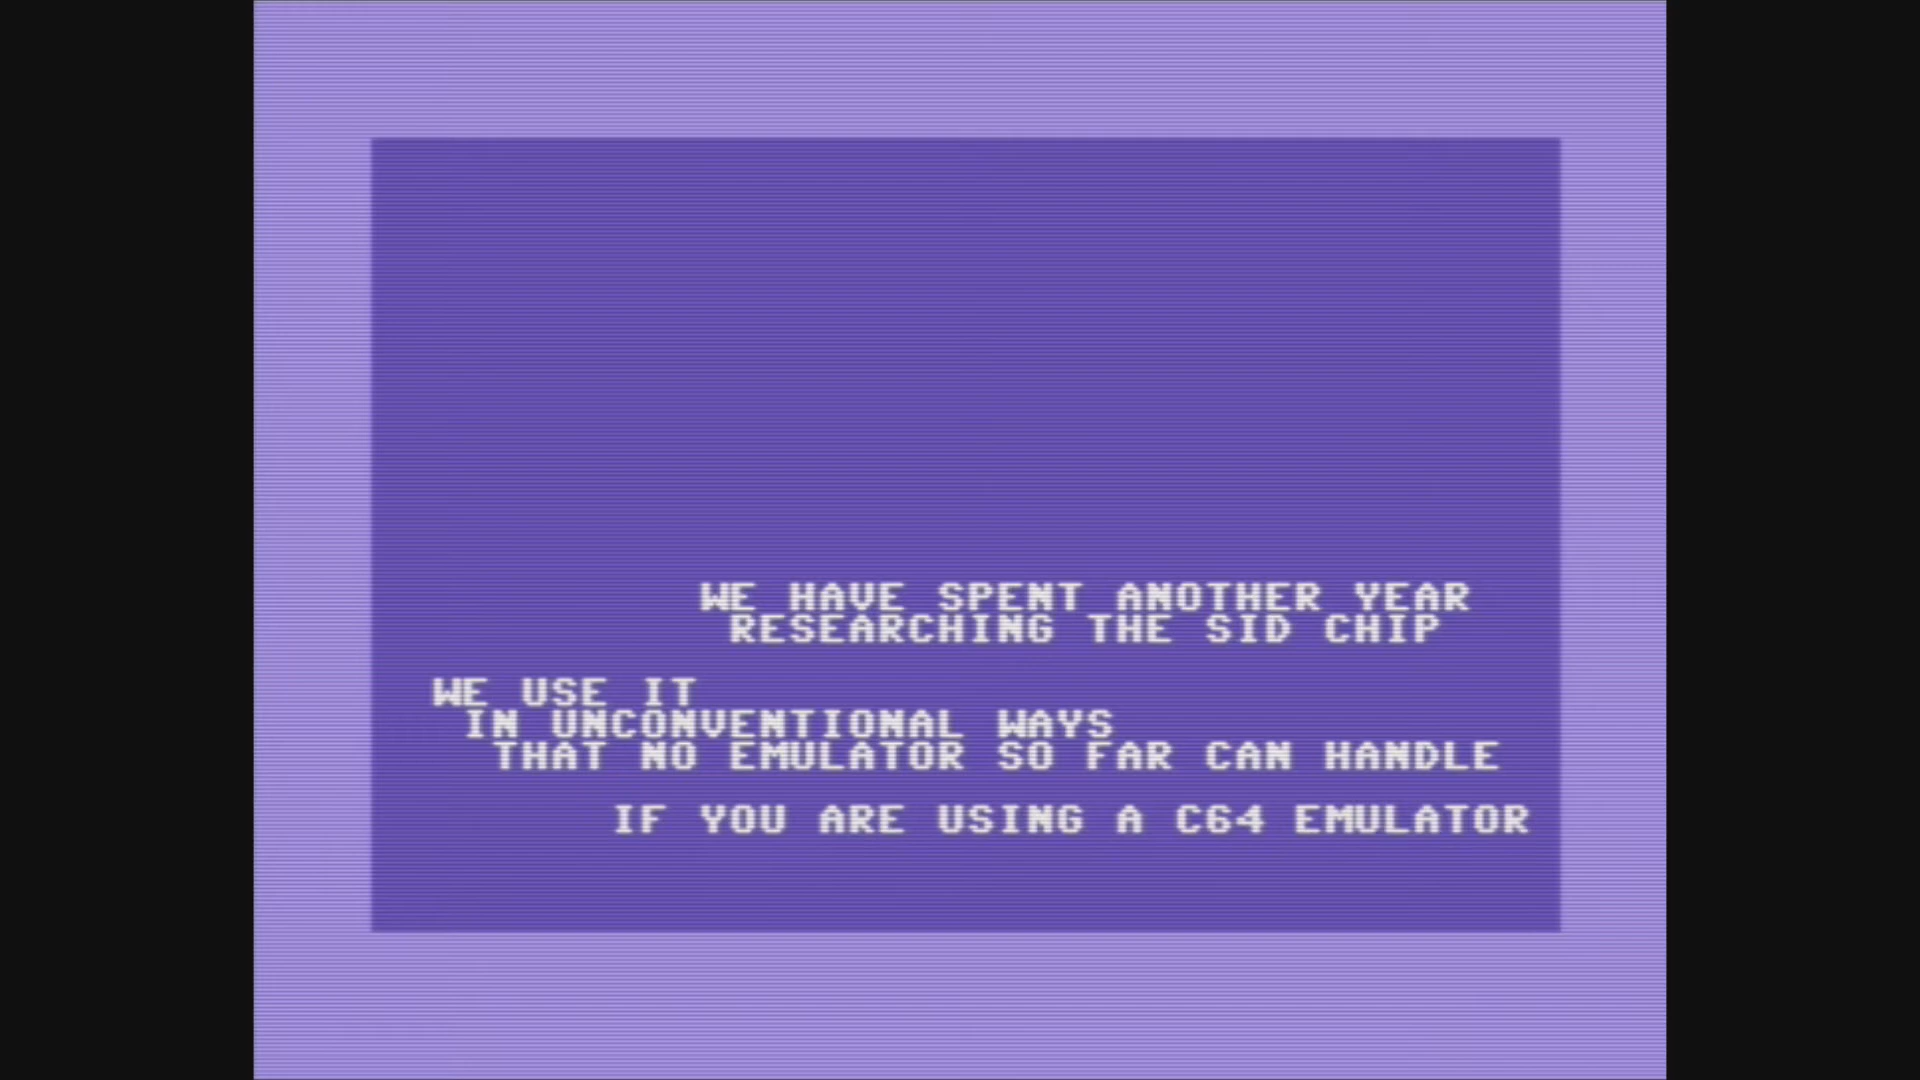 WE HAVE SPENT ANOTHER YEAR
RESEARCHING THE SID CHIP
WE USE IT
IN UNCONVENTIONAL WAYS
THAT NO EMULATOR SO FAR CAN HANDLE
IF YOU ARE USING A C64 EMULATOR